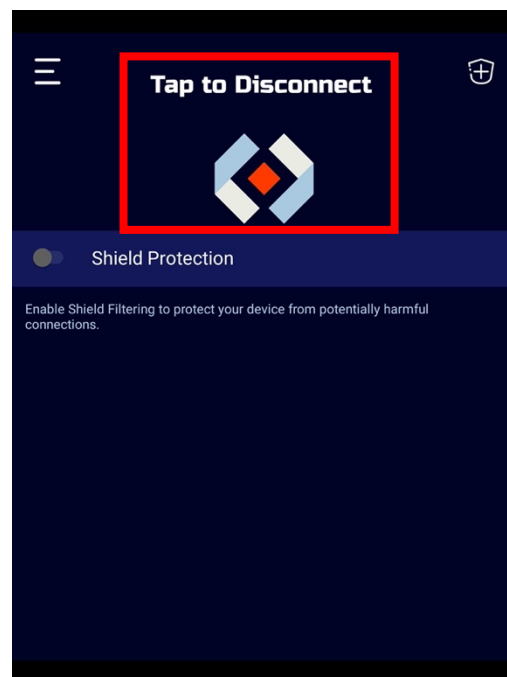 Tap to Disconnect
Shield Protection
Enable Shield Filtering to protect your device from potentially harmful
connections.